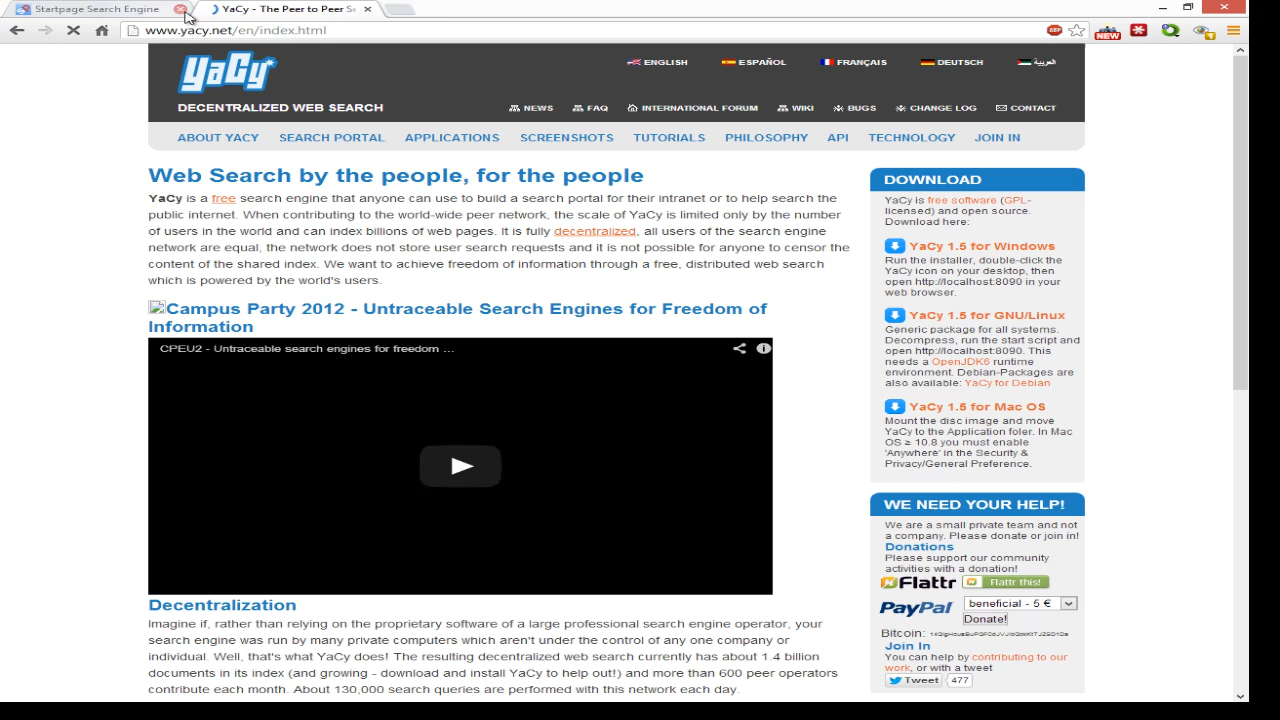 Startpage Search Engine
YaCy - The Peer to Peer Se
www.yacy.net/en/index.html
ABP
NEW
1
YaCy
ENGLISH
ESPAÑOL
FRANÇAIS
DEUTSCH
العربية
DECENTRALIZED WEB SEARCH
NEWS
FAQ
INTERNATIONAL FORUM
WIKI
BUGS
CHANGE LOG
CONTACT
ABOUT YACY
SEARCH PORTAL
APPLICATIONS
SCREENSHOTS
TUTORIALS
PHILOSOPHY
API
TECHNOLOGY
JOIN IN
Web Search by the people, for the people
YaCy is a free search engine that anyone can use to build a search portal for their intranet or to help search the
public internet. When contributing to the world-wide peer network, the scale of YaCy is limited only by the number
of users in the world and can index billions of web pages. It is fully decentralized, all users of the search engine
network are equal, the network does not store user search requests and it is not possible for anyone to censor the
content of the shared index. We want to achieve freedom of information through a free, distributed web search
which is powered by the world's users.
Campus Party 2012 - Untraceable Search Engines for Freedom of
Information
CPEU2 - Untraceable search engines for freedom ...
Decentralization
Imagine if, rather than relying on the proprietary software of a large professional search engine operator, your
search engine was run by many private computers which aren't under the control of any one company or
individual. Well, that's what YaCy does! The resulting decentralized web search currently has about 1.4 billion
documents in its index (and growing - download and install YaCy to help out!) and more than 600 peer operators
contribute each month. About 130,000 search queries are performed with this network each day.
DOWNLOAD
YaCy is free software (GPL-
licensed) and open source.
Download here:
YaCy 1.5 for Windows
Run the installer, double-click the
YaCy icon on your desktop, then
open http://localhost:8090 in your
web browser.
YaCy 1.5 for GNU/Linux
Generic package for all systems.
Decompress, run the start script and
open http://localhost:8090. This
needs a OpenJDK6 runtime
environment. Debian-Packages are
also available: YaCy for Debian
YaCy 1.5 for Mac OS
Mount the disc image and move
YaCy to the Application foler. In Mac
OS ≥ 10.8 you must enable
'Anywhere' in the Security &
Privacy/General Preference.
WE NEED YOUR HELP!
We are a small private team and not
a company. Please donate or join in!
Donations
Please support our community
activities with a donation!
Flattr
Flattr this!
PayPal
beneficial - 5 €
Donate!
Bitcoin:
Join In
You can help by contributing to our
work, or with a tweet
Tweet
477